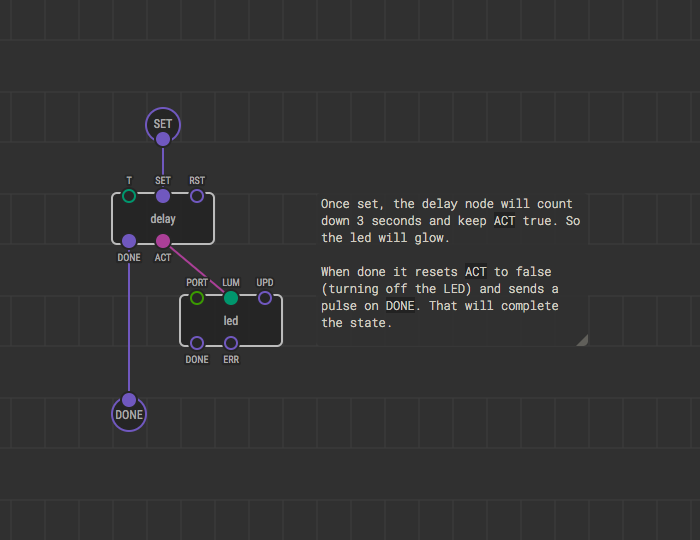 SET
T SET RST
delay
DONE ACT
PORT LUM UPD
led
DONE ERR
DONE
Once set, the delay node will count
down 3 seconds and keep ACT true. So
the led will glow.
When done it resets ACT to false
(turning off the LED) and sends a
pulse on DONE. That will complete
the state.